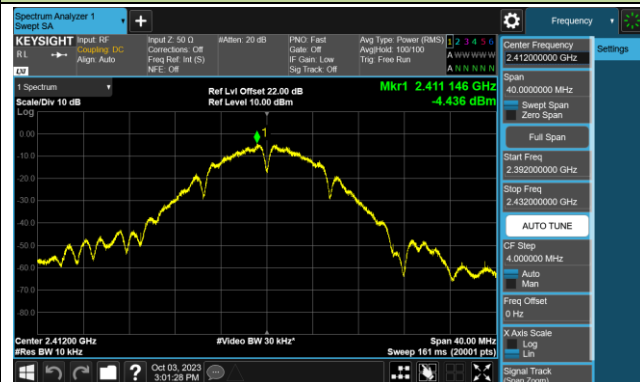 Spectrum Analyzer 1
Swept SA
Frequency
KEYSIGHT
RL
LXI
Input: RF
Coupling: DC
Align: Auto
Input Z: 50 Ω
Corrections: Off
Freq Ref: Int (S)
NFE: Off
#Atten: 20 dB
PNO: Fast
Gate: Off
IF Gain: Low
Sig Track: Off
Avg Type: Power (RMS)
Avg|Hold: 100/100
Trig: Free Run
1 2 3 4 5 6
A W W W W W
A N N N N N
1 Spectrum
Scale/Div 10 dB
Ref Lvl Offset 22.00 dB
Ref Level 10.00 dBm
Mkr1 2.411 146 GHz
-4.436 dBm
Log
0.00
-10.0
-20.0
-30.0
-40.0
-50.0
-60.0
-70.0
-80.0
1
Center 2.41200 GHz
#Res BW 10 kHz
#Video BW 30 kHz*
Span 40.00 MHz
Sweep 161 ms (20001 pts)
Oct 03, 2023
3:01:28 PM
Center Frequency
2.412000000 GHz
Span
40.0000000 MHz
Swept Span
Zero Span
Full Span
Start Freq
2.392000000 GHz
Stop Freq
2.432000000 GHz
AUTO TUNE
CF Step
4.000000 MHz
Auto
Man
Freq Offset
0 Hz
X Axis Scale
Log
Lin
Signal Track
(Span Zoom)
Settings